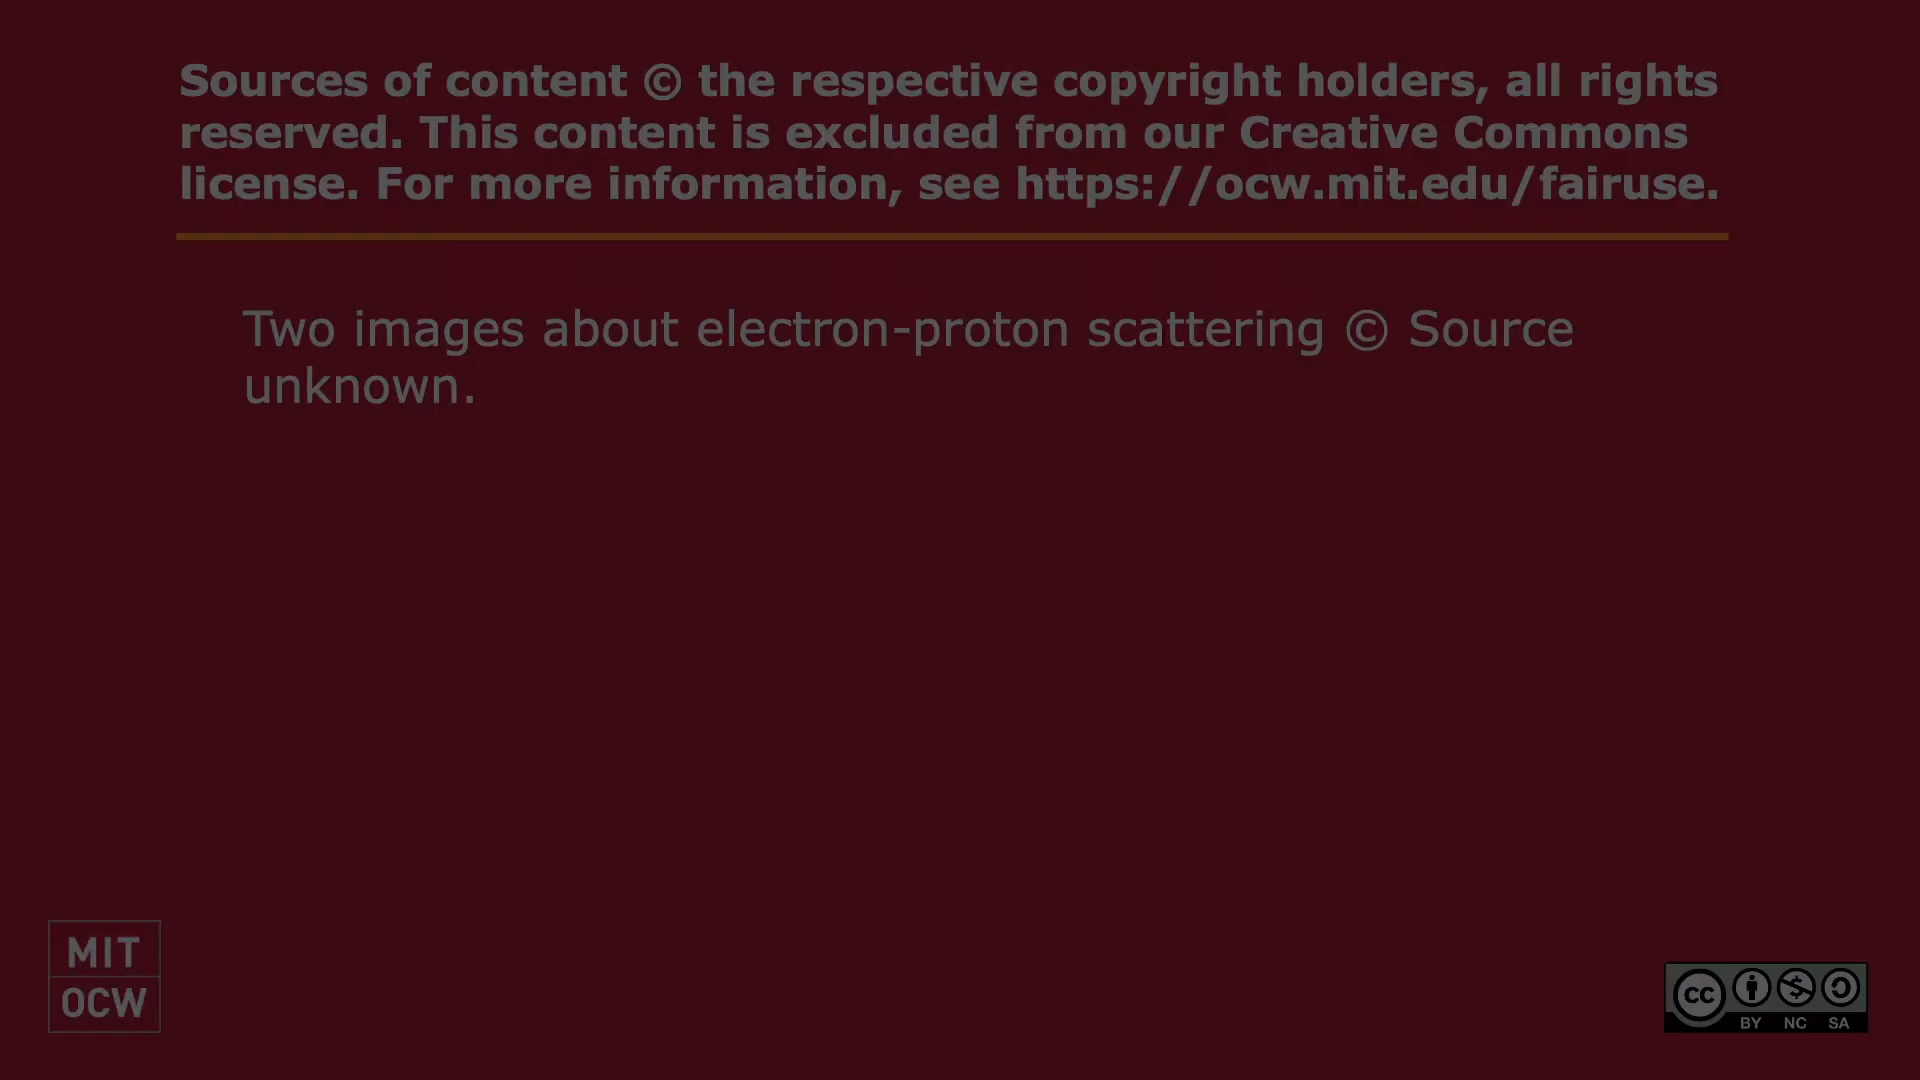 Sources of content © the respective copyright holders, all rights
reserved. This content is excluded from our Creative Commons
license. For more information, see https://ocw.mit.edu/fairuse.
Two images about electron-proton scattering © Source
unknown.
MIT
OCW
cc
BY NC SA